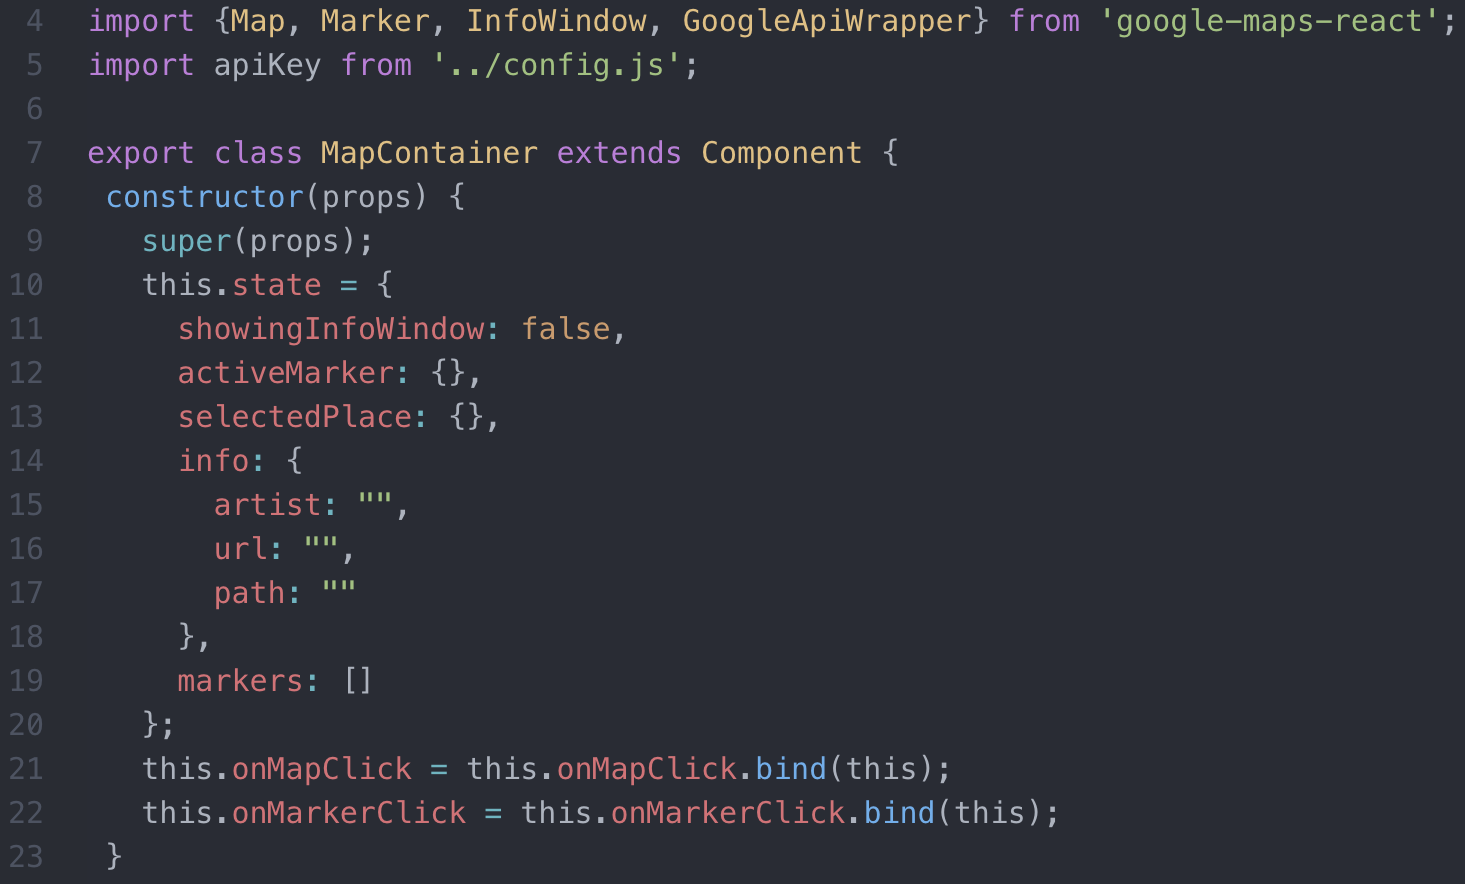 4 import {Map, Marker, InfoWindow, GoogleApiWrapper} from 'google-maps-react';
5 import apiKey from '../config.js';
6
7 export class MapContainer extends Component {
8  constructor(props) {
9    super(props);
10    this.state = {
11      showingInfoWindow: false,
12      activeMarker: {},
13      selectedPlace: {},
14      info: {
15        artist: "",
16        url: "",
17        path: ""
18      },
19      markers: []
20    };
21    this.onMapClick = this.onMapClick.bind(this);
22    this.onMarkerClick = this.onMarkerClick.bind(this);
23  }